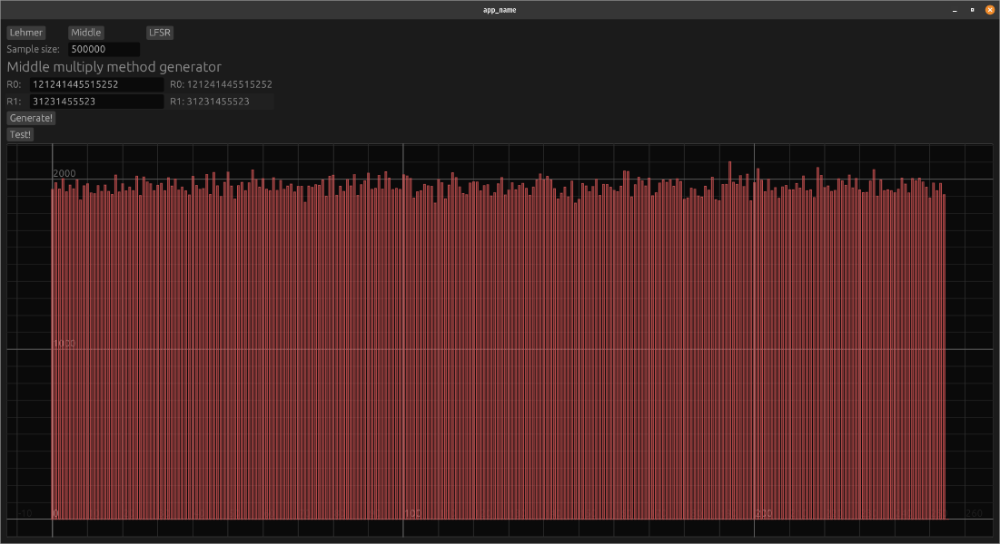 app_name
Lehmer Middle LFSR
Sample size: 500000
Middle multiply method generator
R0: 121241445515252 R0: 121241445515252
R1: 31231455523 R1: 31231455523
Generate!
Test!
2000
1000
-10 0 100 200 260